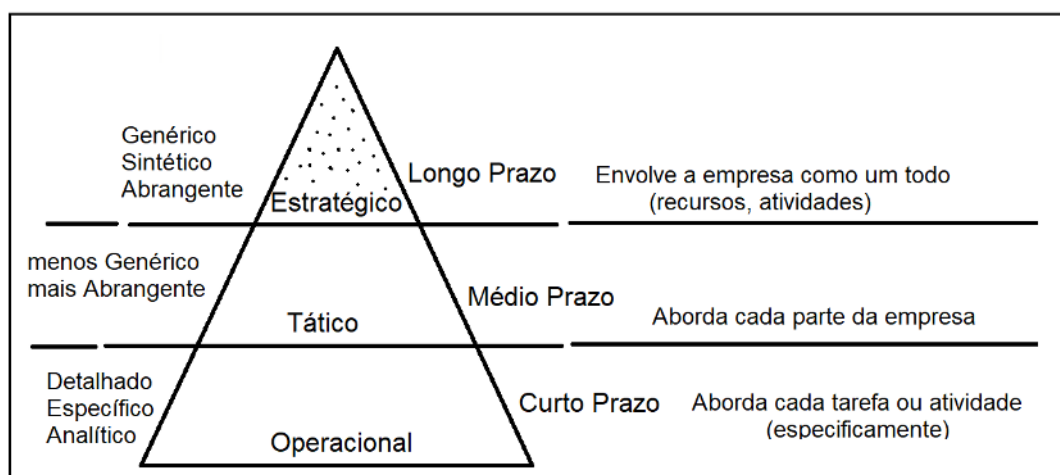 Genérico
Sintético
Abrangente
Estratégico
Longo Prazo
Envolve a empresa como um todo
(recursos, atividades)
menos Genérico
mais Abrangente
Tático
Médio Prazo
Aborda cada parte da empresa
Detalhado
Específico
Analítico
Operacional
Curto Prazo
Aborda cada tarefa ou atividade
(especificamente)